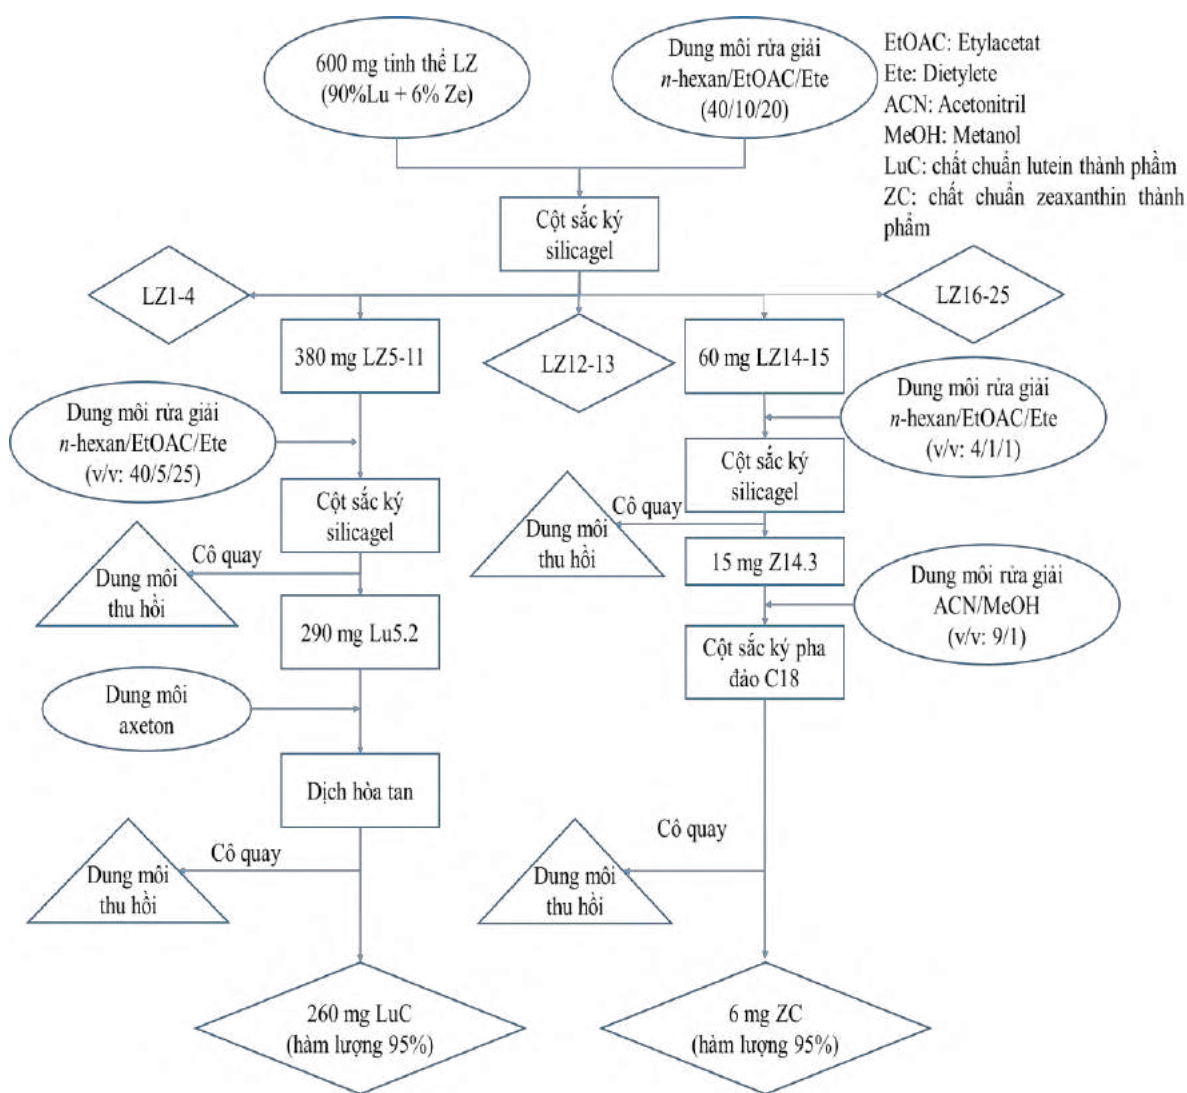 600 mg tinh thể LZ
(90%Lu + 6% Ze)
Dung môi rửa giải
n-hexan/EtOAC/Ete
(40/10/20)
EtOAC: Etylacetat
Ete: Dietylete
ACN: Acetonitril
MeOH: Metanol
LuC: chất chuẩn lutein thành phẩm
ZC: chất chuẩn zeaxanthin thành
phẩm
Cột sắc ký
silicagel
LZ1-4
LZ16-25
380 mg LZ5-11
LZ12-13
60 mg LZ14-15
Dung môi rửa giải
n-hexan/EtOAC/Ete
(v/v: 40/5/25)
Dung môi rửa giải
n-hexan/EtOAC/Ete
(v/v: 4/1/1)
Cột sắc ký
silicagel
Cột sắc ký
silicagel
Cô quay
Dung môi
thu hồi
Cô quay
Dung môi
thu hồi
15 mg Z14.3
Dung môi rửa giải
ACN/MeOH
(v/v: 9/1)
290 mg Lu5.2
Cột sắc ký pha
đảo C18
Dung môi
axeton
Dịch hòa tan
Cô quay
Dung môi
thu hồi
Cô quay
Dung môi
thu hồi
260 mg LuC
(hàm lượng 95%)
6 mg ZC
(hàm lượng 95%)